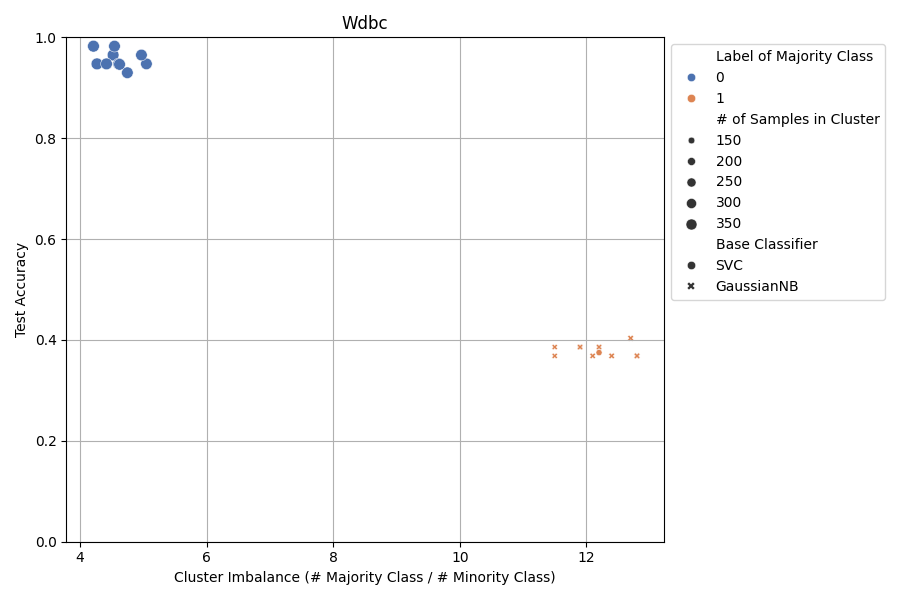 Wdbc
Test Accuracy
1.0
0.8
0.6
0.4
0.2
0.0
4
6
8
10
12
Cluster Imbalance (# Majority Class / # Minority Class)
Label of Majority Class
0
1
# of Samples in Cluster
150
200
250
300
350
Base Classifier
SVC
GaussianNB